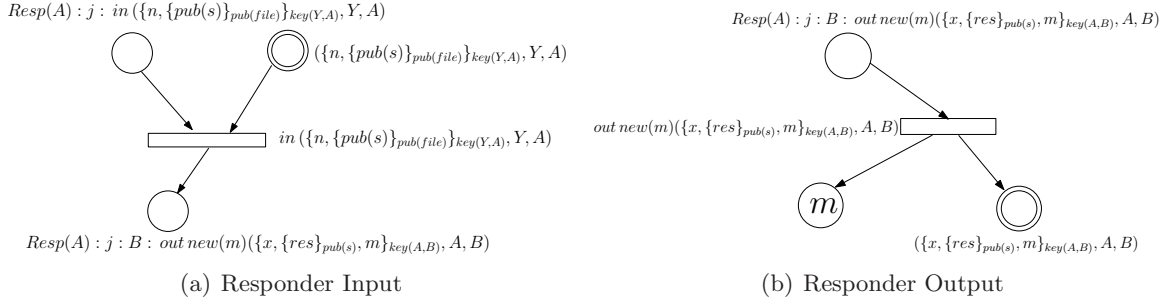 Resp(A) : j : in ({n, {pub(s)}_{pub(file)}}_{key(Y,A)}, Y, A)
({n, {pub(s)}_{pub(file)}}_{key(Y,A)}, Y, A)
in ({n, {pub(s)}_{pub(file)}}_{key(Y,A)}, Y, A)
Resp(A) : j : B : out new(m)({x, {res}_{pub(s)}, m}_{key(A,B)}, A, B)
(a) Responder Input
Resp(A) : j : B : out new(m)({x, {res}_{pub(s)}, m}_{key(A,B)}, A, B)
out new(m)({x, {res}_{pub(s)}, m}_{key(A,B)}, A, B)
m
({x, {res}_{pub(s)}, m}_{key(A,B)}, A, B)
(b) Responder Output